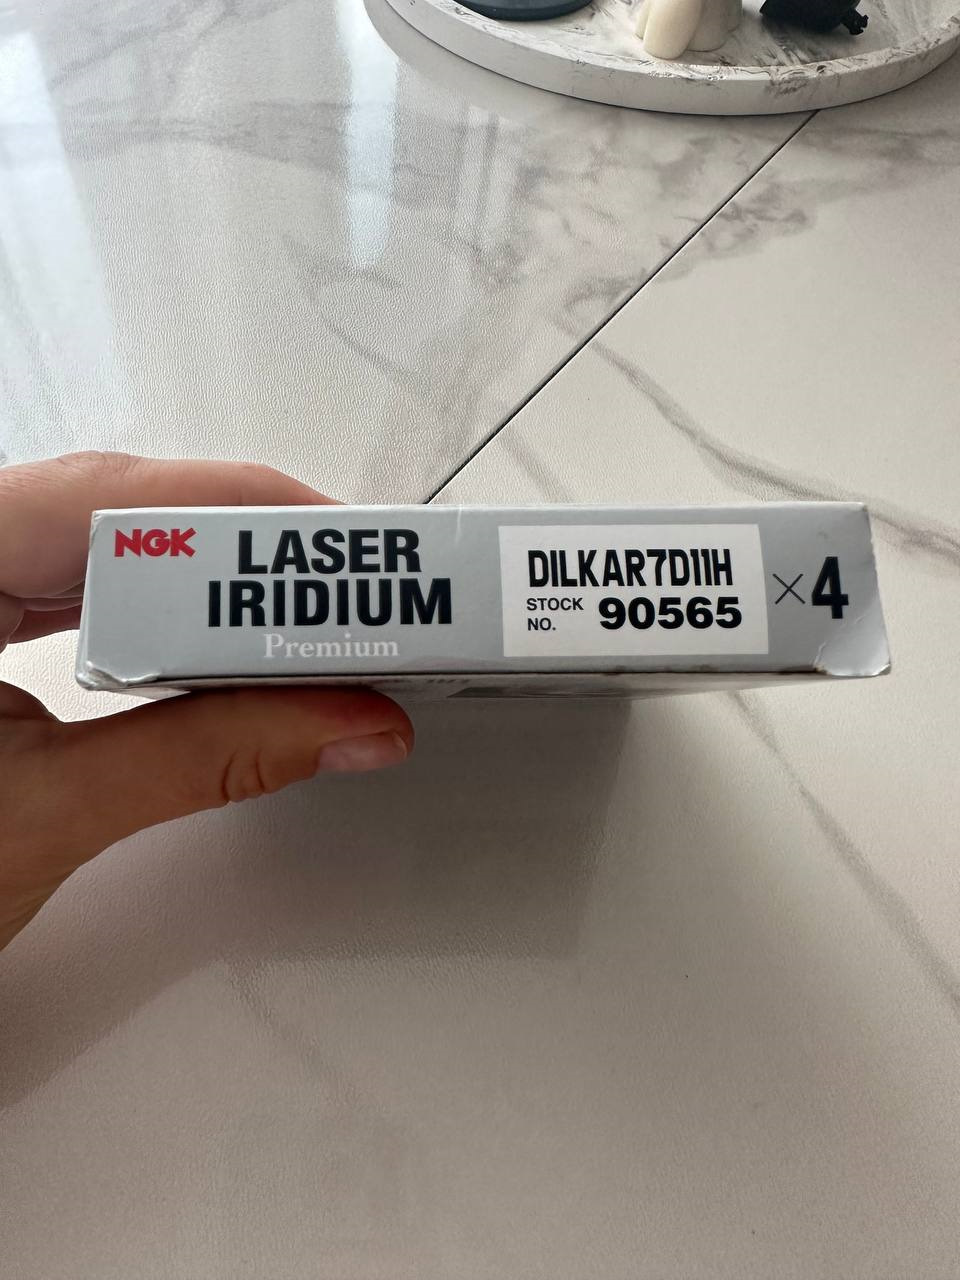 NGK
LASER
IRIDIUM
Premium
DILKAR7D11H
STOCK
NO. 90565
×4